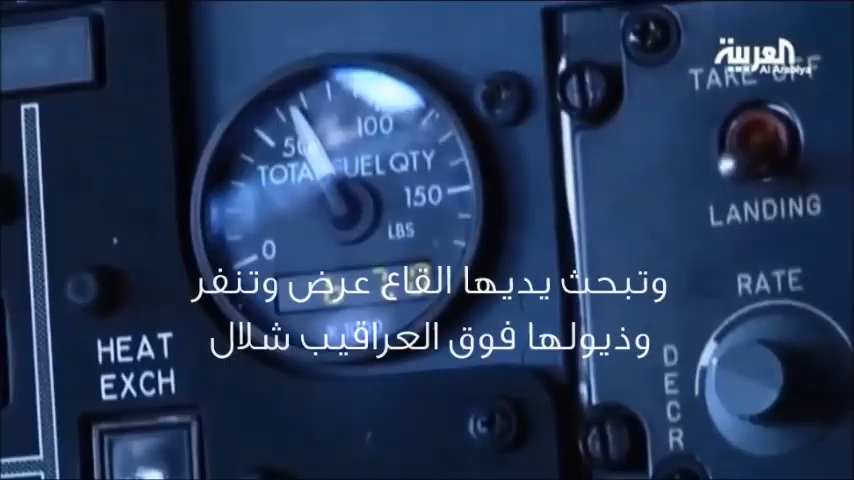 العربية
Al Arabiya
TAKE OFF
100
50
TOTAL FUEL QTY
150
LANDING
LBS
0
وتبحث يديها القاع عرض وتنفر
RATE
وذيولها فوق العراقيب شلال
HEAT
EXCH
DECR